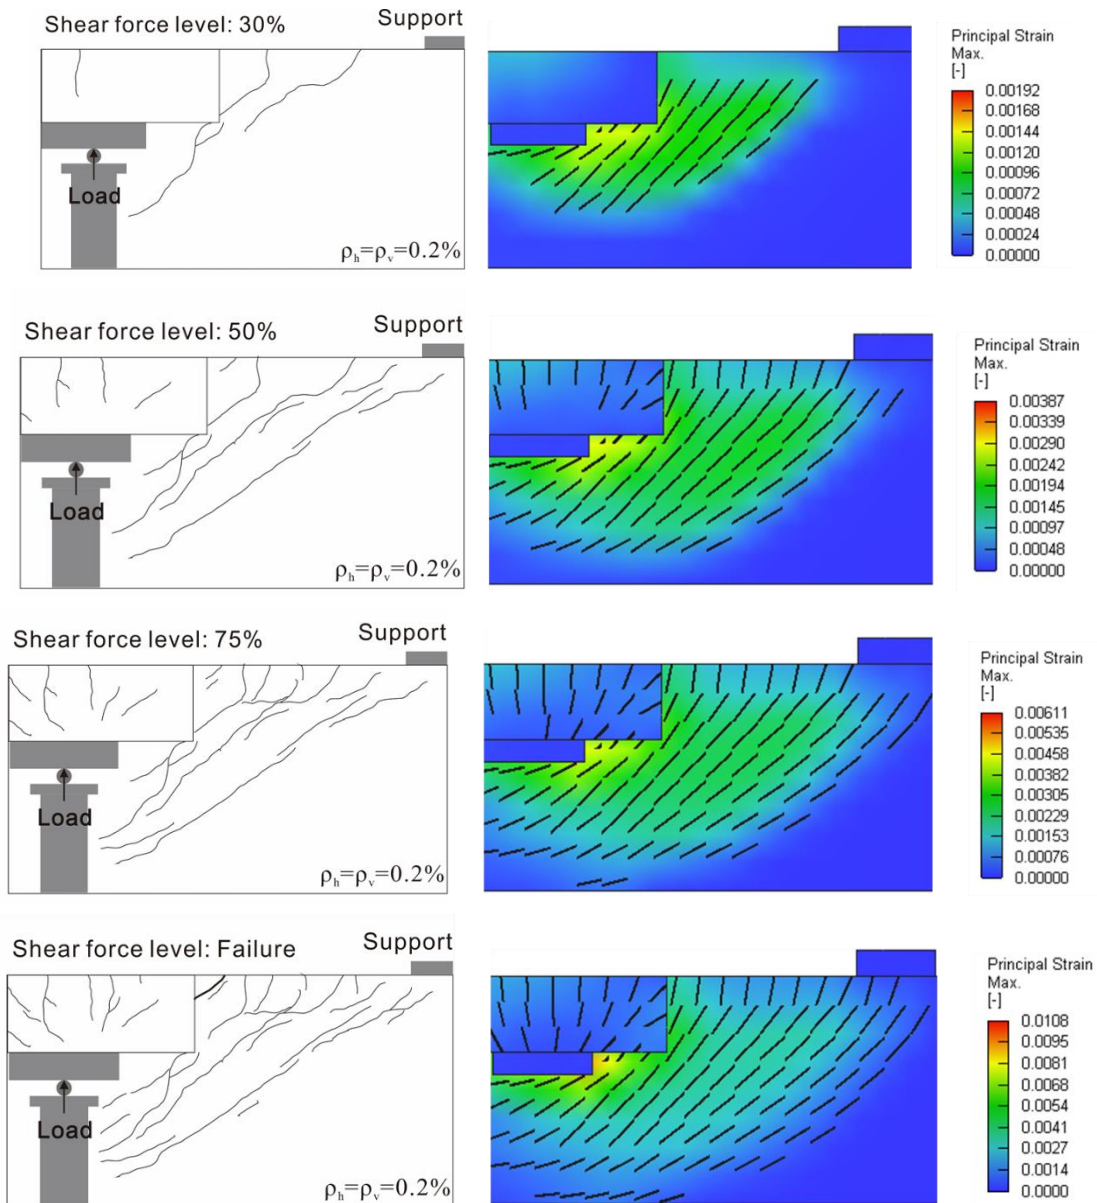 Shear force level: 30%
Support
Load
ρh=ρv=0.2%
Principal Strain
Max.
[-]
0.00192
0.00168
0.00144
0.00120
0.00096
0.00072
0.00048
0.00024
0.00000
Shear force level: 50%
Support
Load
ρh=ρv=0.2%
Principal Strain
Max.
[-]
0.00387
0.00339
0.00290
0.00242
0.00194
0.00145
0.00097
0.00048
0.00000
Shear force level: 75%
Support
Load
ρh=ρv=0.2%
Principal Strain
Max.
[-]
0.00611
0.00535
0.00458
0.00382
0.00305
0.00229
0.00153
0.00076
0.00000
Shear force level: Failure
Support
Load
ρh=ρv=0.2%
Principal Strain
Max.
[-]
0.0108
0.0095
0.0081
0.0068
0.0054
0.0041
0.0027
0.0014
0.0000